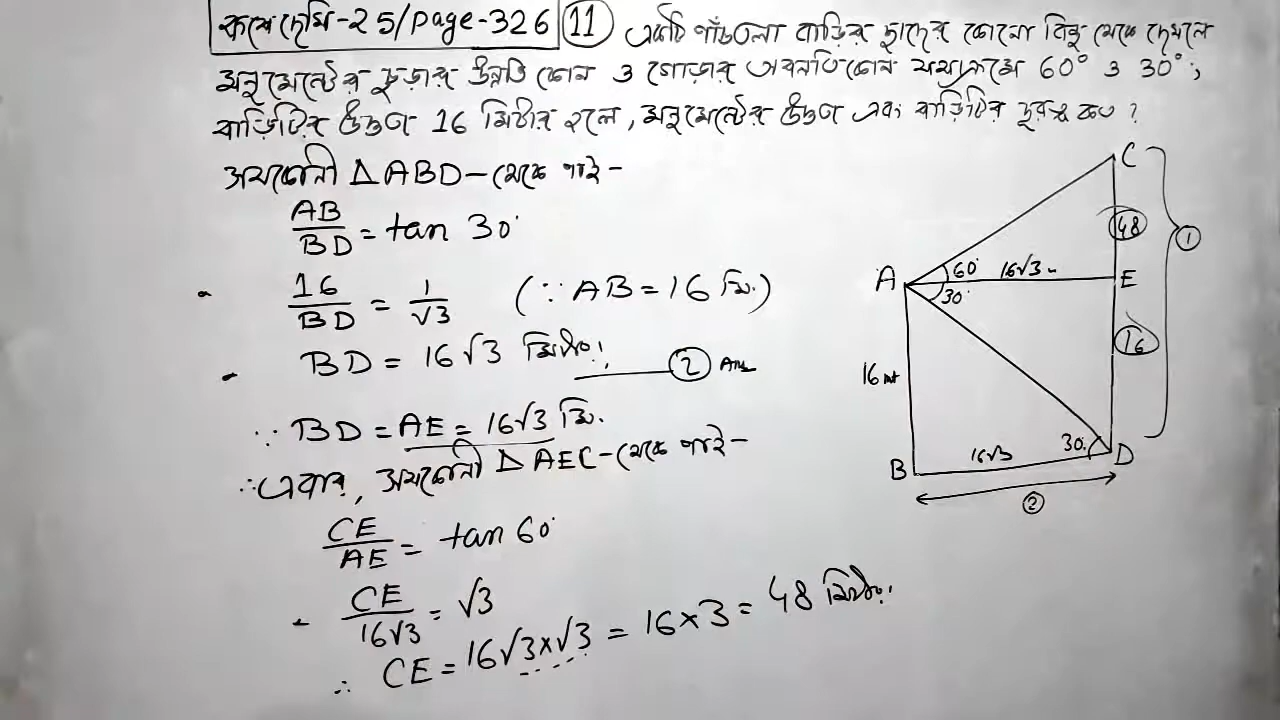 কষে দেখি-25/page-326 (11) একটি পাঁচতলা বাড়ির ছাদের কোনো বিন্দু থেকে দেখলে
মনুমেন্টের চূড়ার উন্নতি কোন ও গোড়ার অবনতি কোন যথাক্রমে 60° ও 30°;
বাড়িটির উচ্চতা 16 মিটার হলে, মনুমেন্টের উচ্চতা এবং বাড়িটির দূরত্ব কত?
সমকোণী ΔABD-থেকে পাই-
AB/BD = tan 30°
16/BD = 1/√3 (∵ AB = 16 মি.)
BD = 16√3 মিটার। ② Ans
∵ BD = AE = 16√3 মি.
∴ এবার, সমকোণী ΔAEC-থেকে পাই-
CE/AE = tan 60°
CE/16√3 = √3
∴ CE = 16√3×√3 = 16×3 = 48 মিটার।
C
48
①
A 60° 16√3 m E
30°
16
16 mt
B 16√3 30° D
②